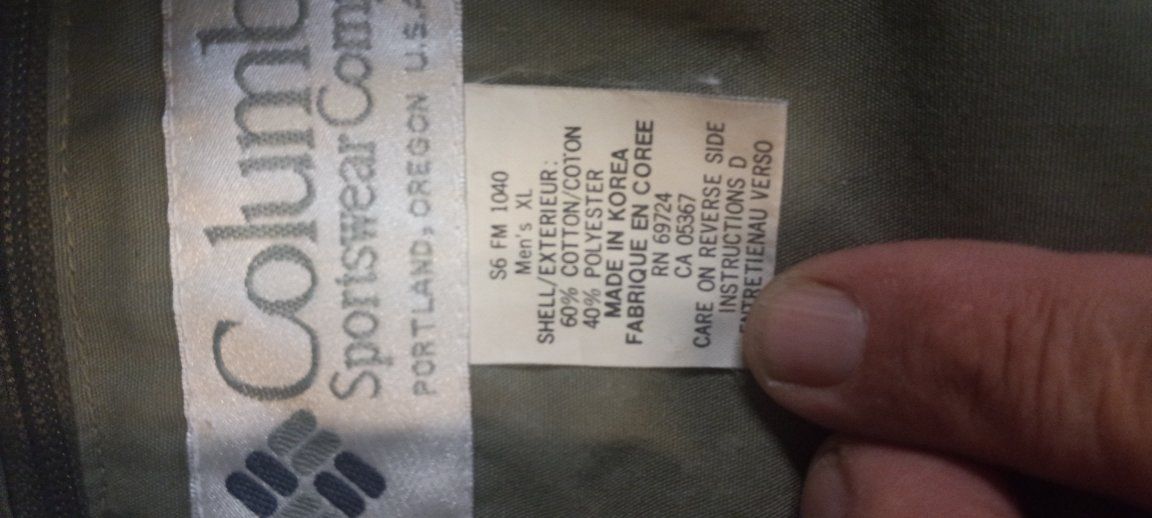 Columb
Sportswear Com
PORTLAND, OREGON U.S.A
S6 FM 1040
Men's XL
SHELL/EXTERIEUR:
60% COTTON/COTON
40% POLYESTER
MADE IN KOREA
FABRIQUE EN COREE
RN 69724
CA 05367
CARE ON REVERSE SIDE
INSTRUCTIONS D
ENTRETIENAU VERSO